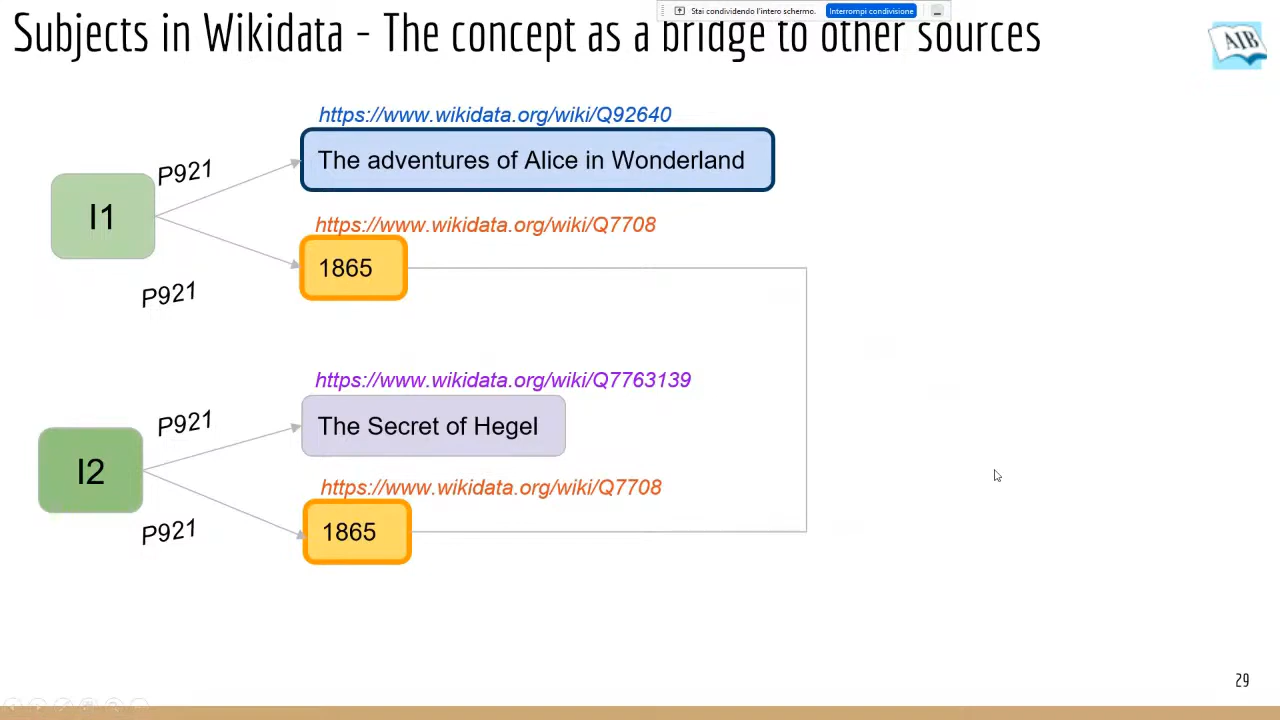 Stai condividendo l'intero schermo. Interrompi condivisione
Subjects in Wikidata - The concept as a bridge to other sources
AIB
https://www.wikidata.org/wiki/Q92640
P921
The adventures of Alice in Wonderland
I1
https://www.wikidata.org/wiki/Q7708
1865
P921
https://www.wikidata.org/wiki/Q7763139
P921
The Secret of Hegel
I2
https://www.wikidata.org/wiki/Q7708
P921
1865
29